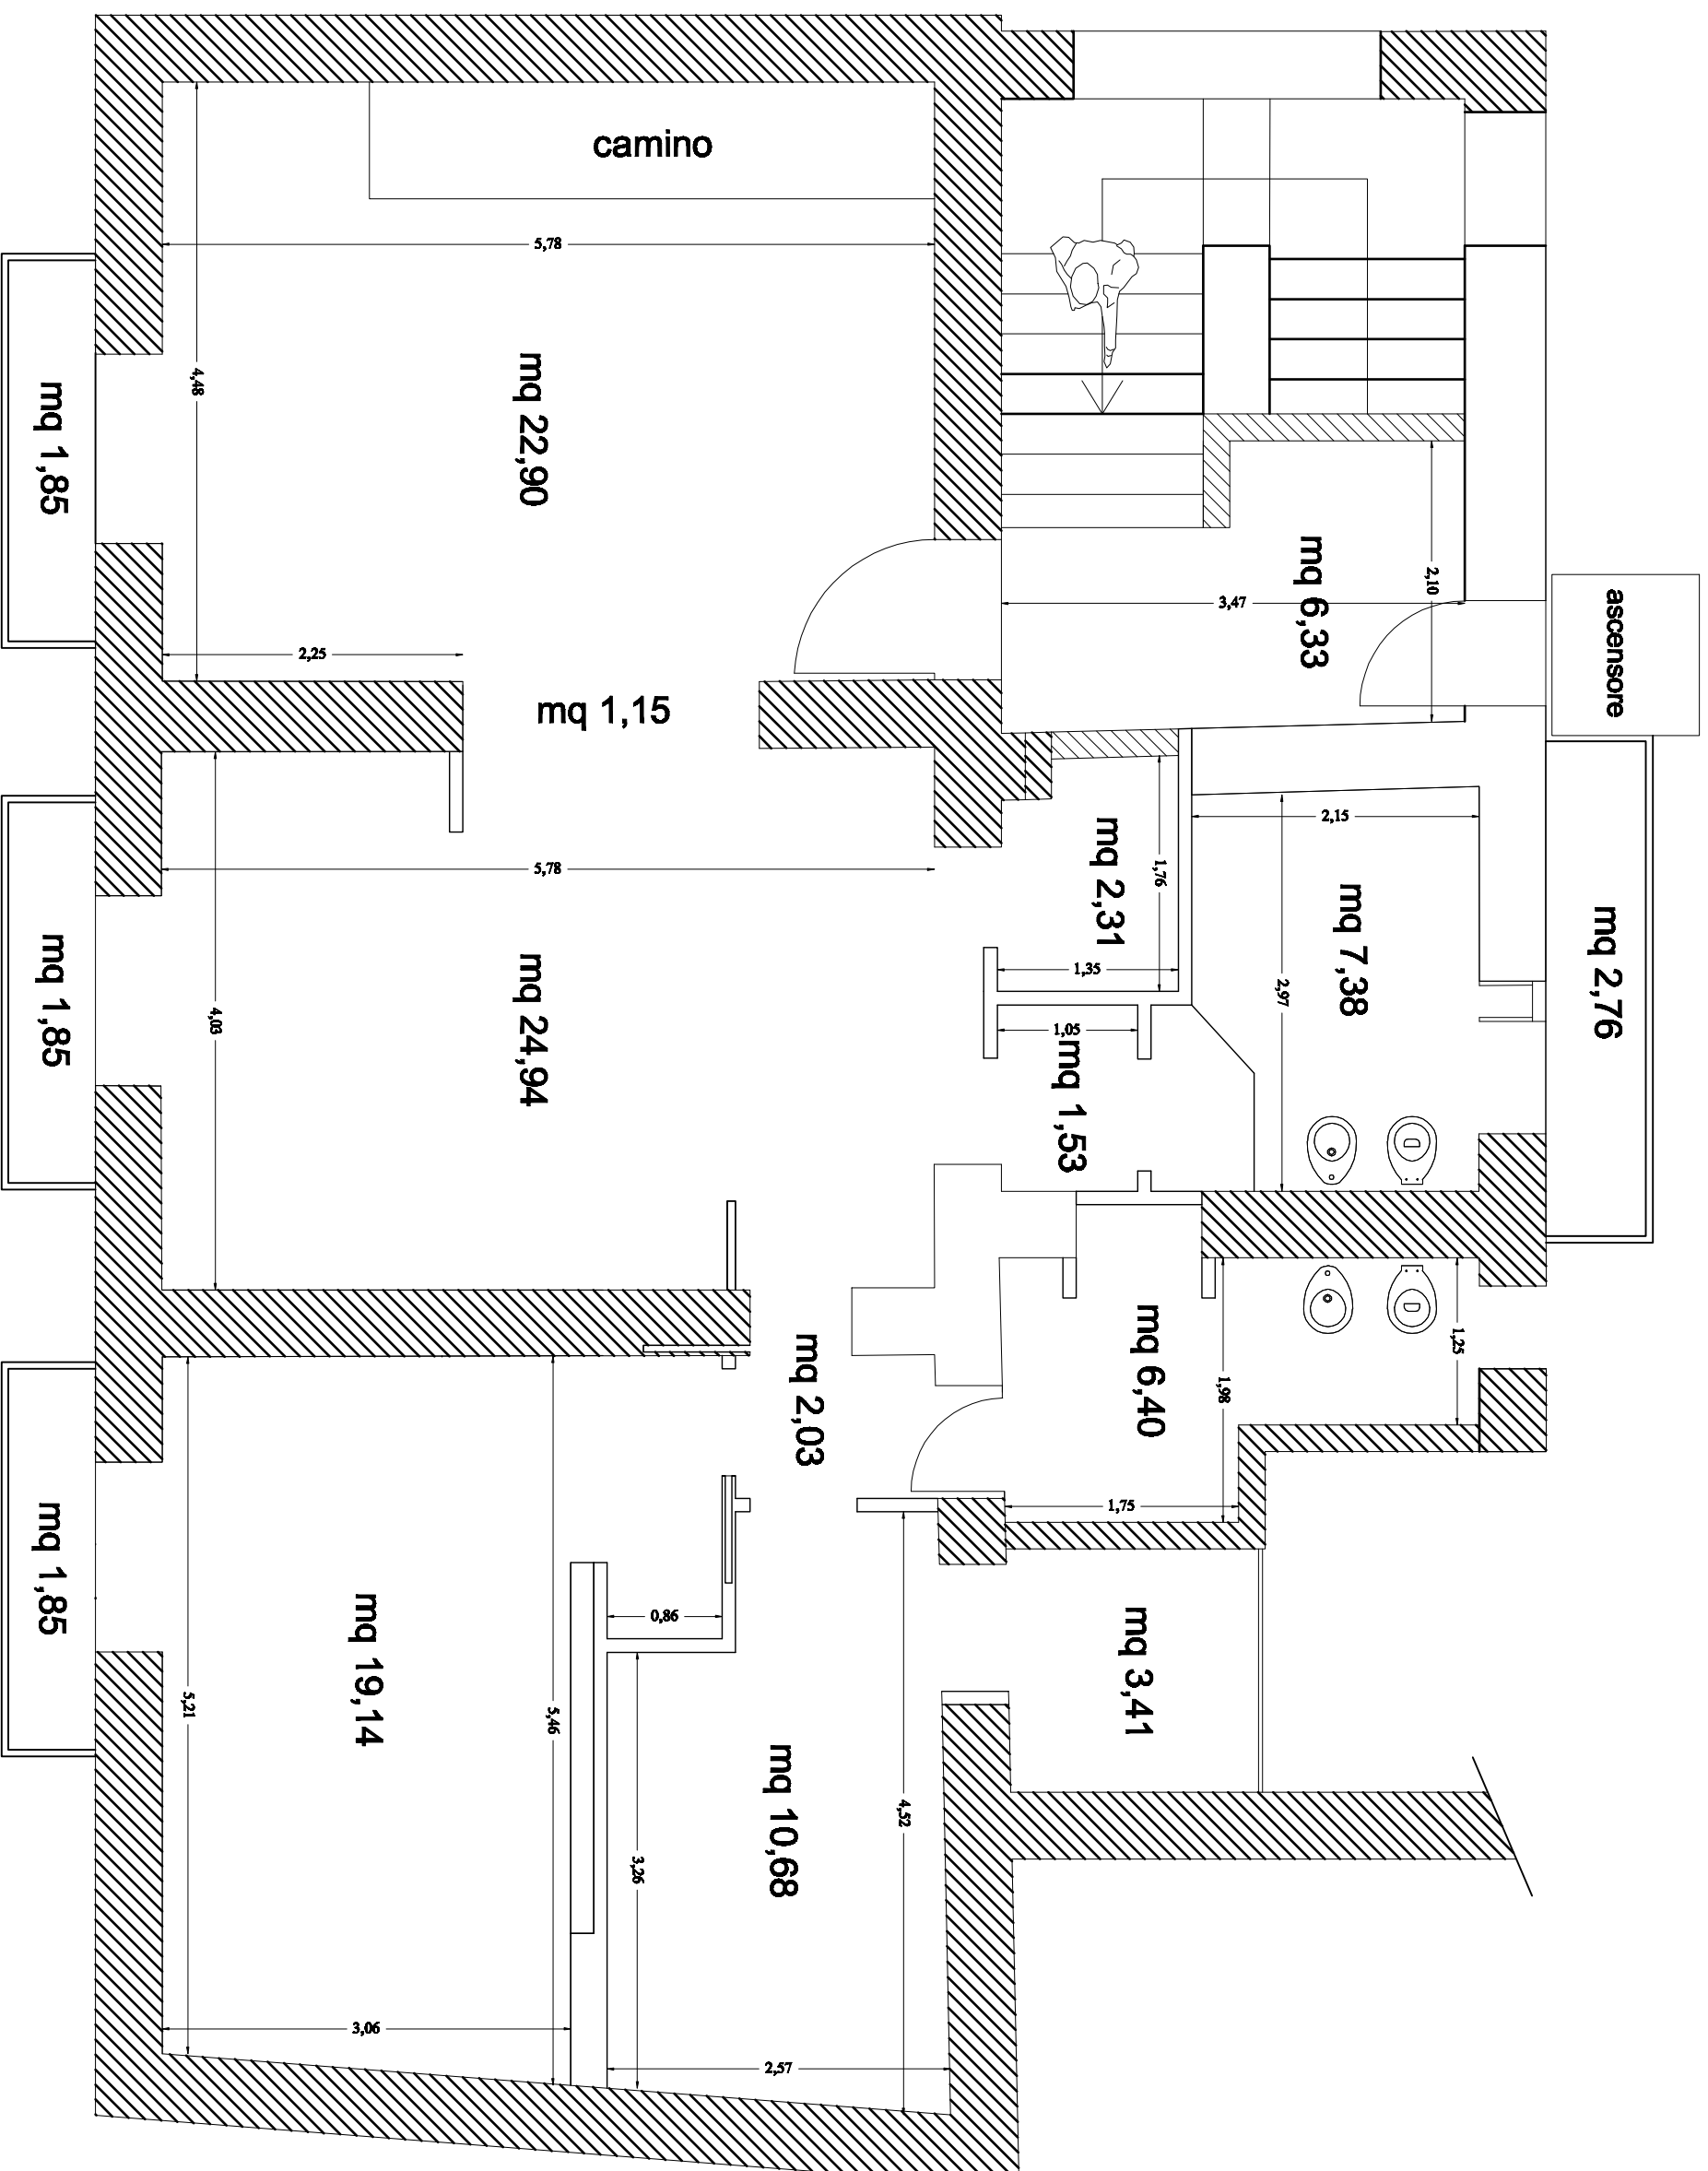 camino
5,78
4,48
mq 22,90
mq 1,85
2,10
3,47
mq 6,33
ascensore
2,25
mq 1,15
2,15
1,76
mq 2,31
mq 7,38
mq 2,76
5,78
1,35
2,97
mq 24,94
mq 1,85
4,03
1,05
mq 1,53
1,25
mq 6,40
1,98
mq 2,03
1,75
mq 1,85
0,86
mq 3,41
mq 19,14
5,21
5,46
mq 10,68
4,52
3,26
3,06
2,57